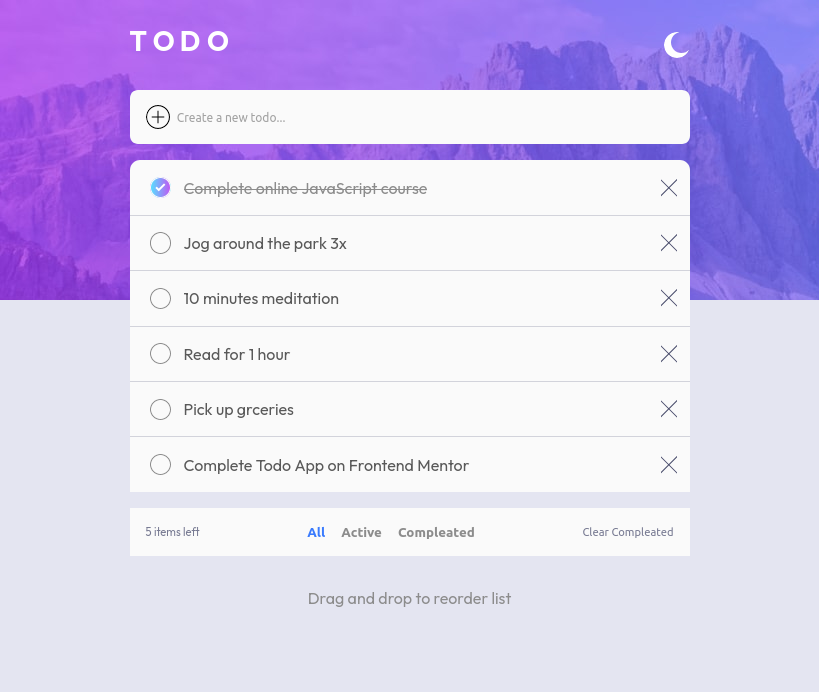 TODO
Create a new todo...
Complete online JavaScript course
Jog around the park 3x
10 minutes meditation
Read for 1 hour
Pick up grceries
Complete Todo App on Frontend Mentor
5 items left
All Active Compleated
Clear Compleated
Drag and drop to reorder list